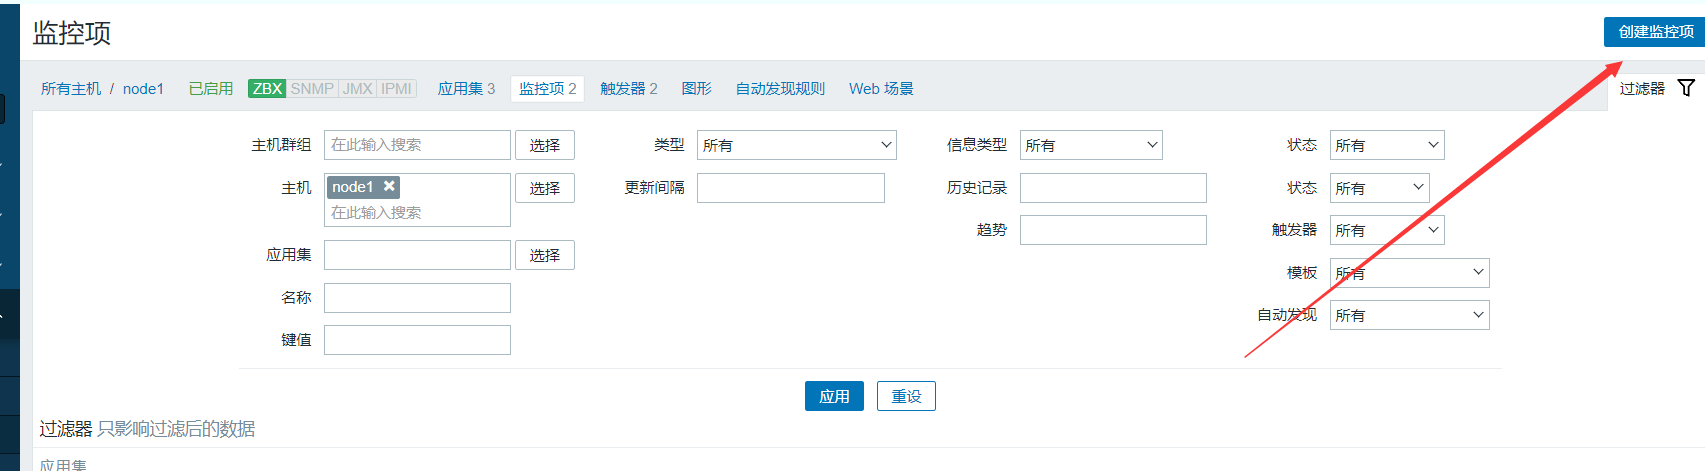 监控项 创建监控项
所有主机 / node1 已启用 ZBX SNMP JMX IPMI 应用集 3 监控项 2 触发器 2 图形 自动发现规则 Web 场景 过滤器
主机群组 在此输入搜索 选择 类型 所有 信息类型 所有 状态 所有
主机 node1 选择 更新间隔 历史记录 状态 所有
在此输入搜索
趋势 触发器 所有
应用集 选择
模板 所有
名称
自动发现 所有
键值
应用 重设
过滤器 只影响过滤后的数据
应用集